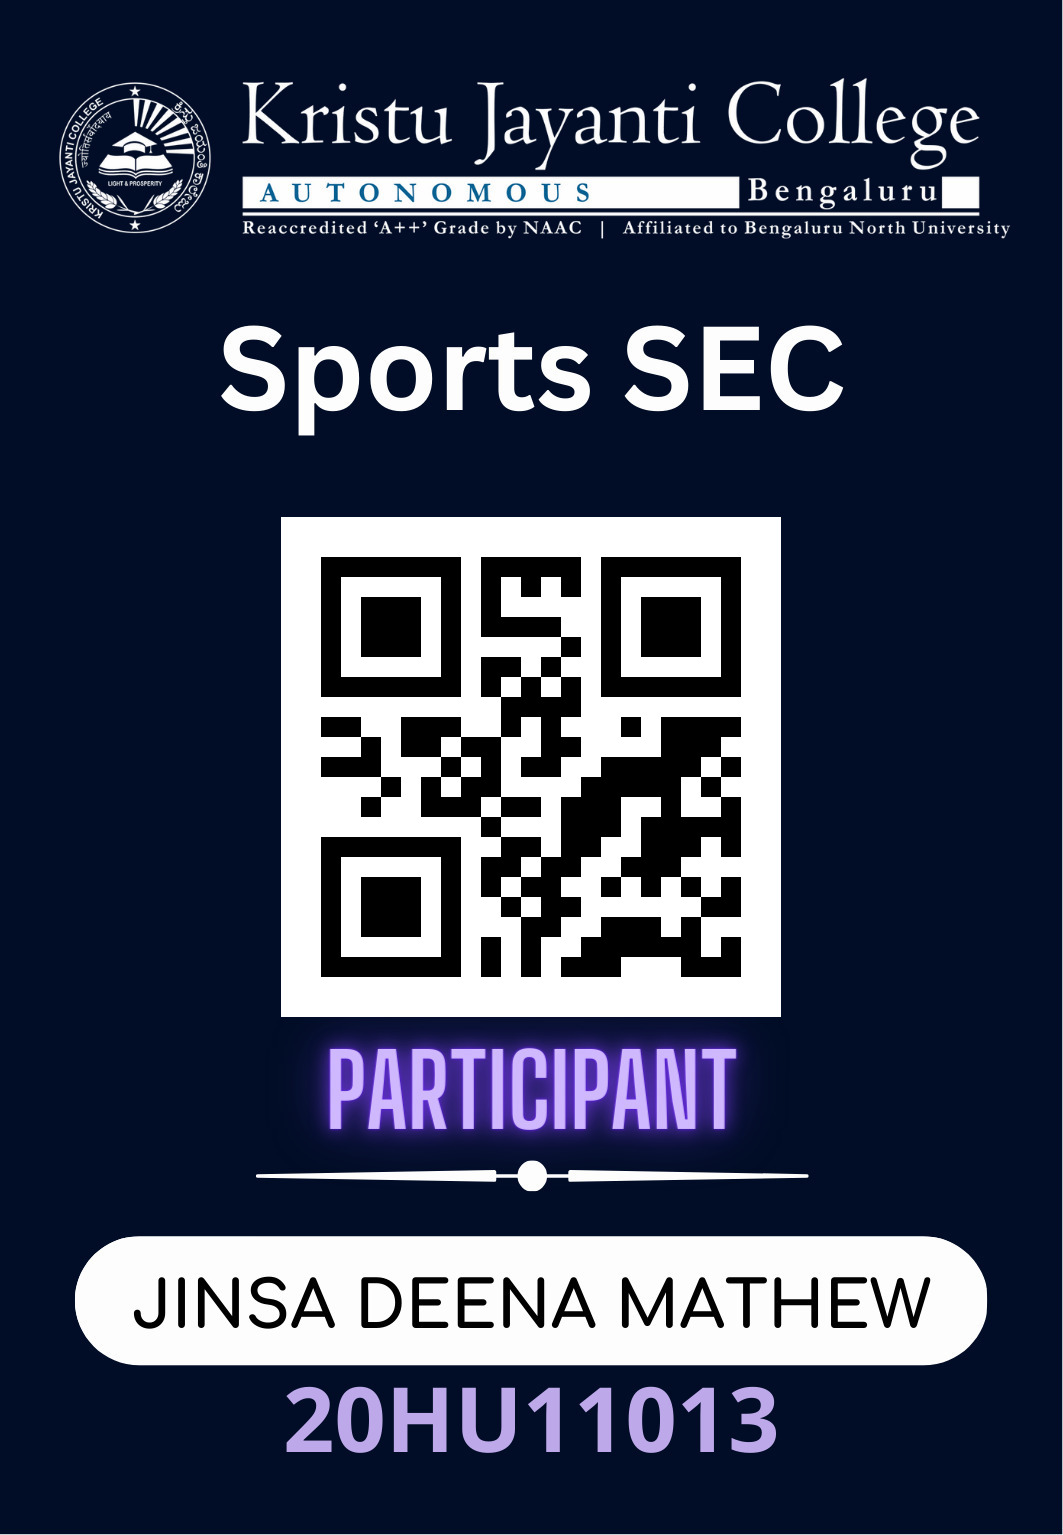 KRISTU JAYANTI COLLEGE
ज्योतिसंवादयाय
LIGHT & PROSPERITY
Kristu Jayanti College
AUTONOMOUS Bengaluru
Reaccredited ‘A++’ Grade by NAAC | Affiliated to Bengaluru North University
Sports SEC
PARTICIPANT
JINSA DEENA MATHEW
20HU11013